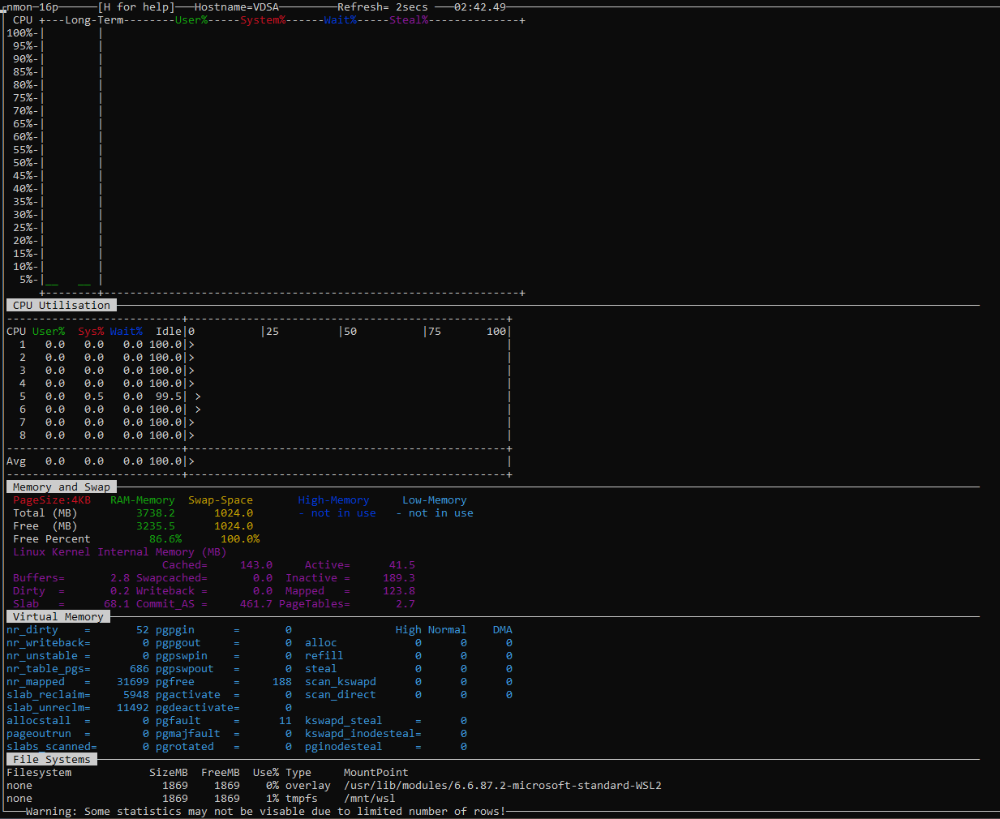 nmon─16p──────[H for help]───Hostname=VDSA─────────Refresh= 2secs ───02:42.49
CPU +---Long-Term--------User%-----System%------Wait%-----Steal%--------------+
100%-|        |
95%-|        |
90%-|        |
85%-|        |
80%-|        |
75%-|        |
70%-|        |
65%-|        |
60%-|        |
55%-|        |
50%-|        |
45%-|        |
40%-|        |
35%-|        |
30%-|        |
25%-|        |
20%-|        |
15%-|        |
10%-|        |
5%-|__   __ |
+--------+----------------------------------------------------------------+
CPU Utilisation
---------------------------+-------------------------------------------------+
CPU User%  Sys% Wait%  Idle|0          |25         |50          |75       100|
1   0.0   0.0   0.0 100.0|>                                                |
2   0.0   0.0   0.0 100.0|>                                                |
3   0.0   0.0   0.0 100.0|>                                                |
4   0.0   0.0   0.0 100.0|>                                                |
5   0.0   0.5   0.0  99.5| >                                               |
6   0.0   0.0   0.0 100.0| >                                               |
7   0.0   0.0   0.0 100.0|>                                                |
8   0.0   0.0   0.0 100.0|>                                                |
---------------------------+-------------------------------------------------+
Avg   0.0   0.0   0.0 100.0|>                                                |
---------------------------+-------------------------------------------------+
Memory and Swap
PageSize:4KB   RAM-Memory  Swap-Space       High-Memory     Low-Memory
Total (MB)         3738.2      1024.0       - not in use   - not in use
Free  (MB)         3235.5      1024.0
Free Percent         86.6%      100.0%
Linux Kernel Internal Memory (MB)
Cached=     143.0     Active=      41.5
Buffers=       2.8 Swapcached=       0.0  Inactive =     189.3
Dirty  =       0.2 Writeback =       0.0  Mapped   =     123.8
Slab   =      68.1 Commit_AS =     461.7 PageTables=       2.7
Virtual Memory
nr_dirty    =       52 pgpgin      =       0                High Normal    DMA
nr_writeback=        0 pgpgout     =       0  alloc            0      0      0
nr_unstable =        0 pgpswpin    =       0  refill           0      0      0
nr_table_pgs=      686 pgpswpout   =       0  steal            0      0      0
nr_mapped   =    31699 pgfree      =     188  scan_kswapd      0      0      0
slab_reclaim=     5948 pgactivate  =       0  scan_direct      0      0      0
slab_unreclm=    11492 pgdeactivate=       0
allocstall  =        0 pgfault     =      11  kswapd_steal     =      0
pageoutrun  =        0 pgmajfault  =       0  kswapd_inodesteal=      0
slabs_scanned=       0 pgrotated   =       0  pginodesteal     =      0
File Systems
Filesystem            SizeMB  FreeMB  Use% Type     MountPoint
none                    1869    1869    0% overlay  /usr/lib/modules/6.6.87.2-microsoft-standard-WSL2
none                    1869    1869    1% tmpfs    /mnt/wsl
Warning: Some statistics may not be visable due to limited number of rows!